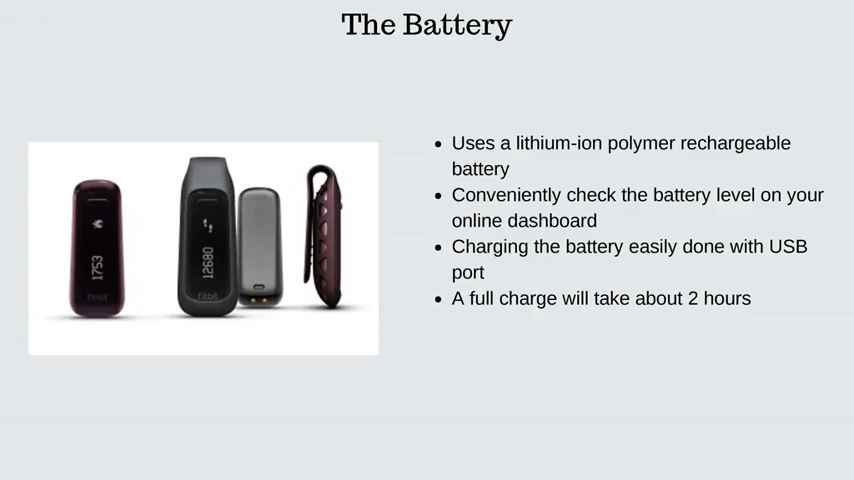 The Battery
1753
fitbit
12680
fitbit
• Uses a lithium-ion polymer rechargeable
battery
• Conveniently check the battery level on your
online dashboard
• Charging the battery easily done with USB
port
• A full charge will take about 2 hours